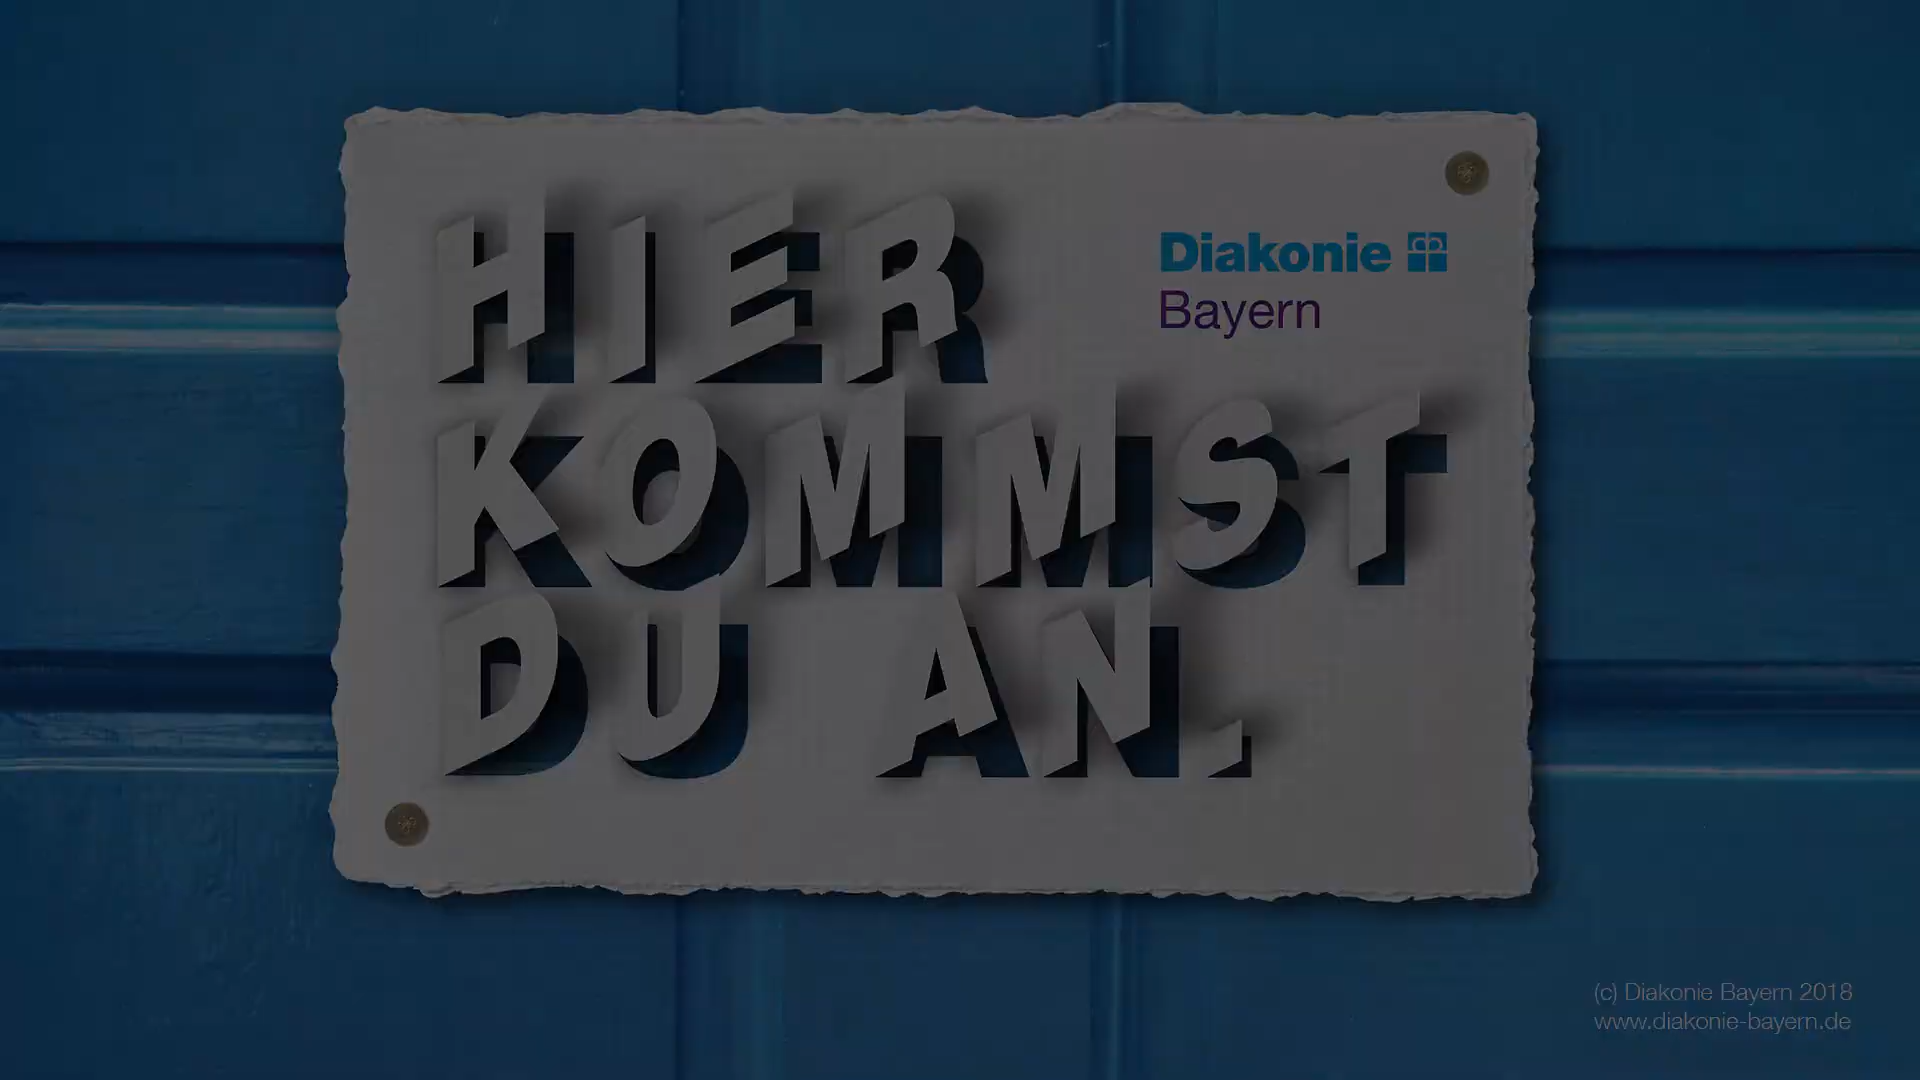 HIER
KOMMST
DU AN.
Diakonie
Bayern
(c) Diakonie Bayern 2018
www.diakonie-bayern.de